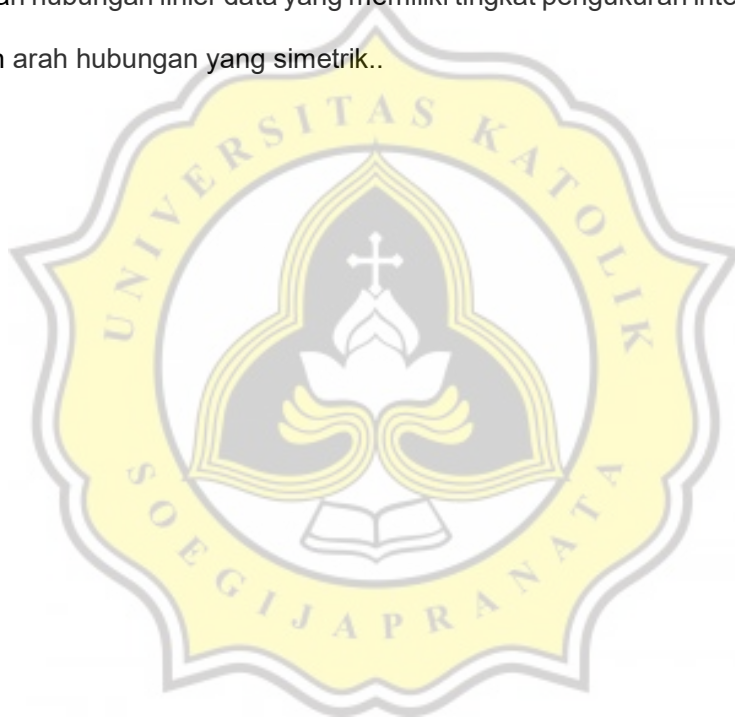 hubungan linier data yang memiliki tingkat pengukuran
arah hubungan yang simetrik..
UNIVERSITAS KATOLIK
SOEGIJAPRANATA